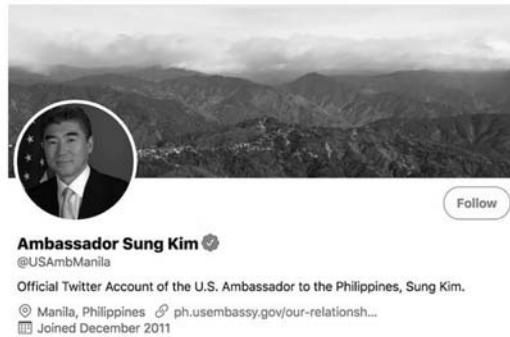 Follow
Ambassador Sung Kim
@USAmbManila
Official Twitter Account of the U.S. Ambassador to the Philippines, Sung Kim.
Manila, Philippines ph.usembassy.gov/our-relationsh...
Joined December 2011